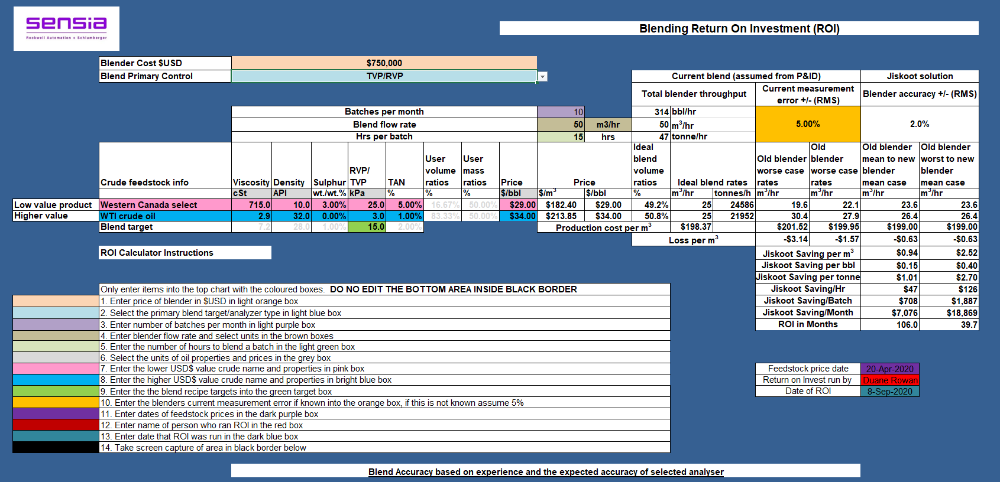 sensia
Rockwell Automation + Schlumberger
Blending Return On Investment (ROI)
Blender Cost $USD $750,000
Blend Primary Control TVP/RVP
Current blend (assumed from P&ID) Jiskoot solution
Total blender throughput Current measurement error +/- (RMS) Blender accuracy +/- (RMS)
Batches per month 10 314 bbl/hr 5.00% 2.0%
Blend flow rate 50 m3/hr 50 m³/hr
Hrs per batch 15 hrs 47 tonne/hr
Crude feedstock info Viscosity Density Sulphur RVP/ TVP TAN User volume ratios User mass ratios Price Price Ideal blend volume ratios Ideal blend rates Old blender worse case rates Old blender worse case rates Old blender mean to new blender mean case Old blender worst to new blender mean case
cSt API wt./wt.% kPa % % % $/bbl $/m³ $/bbl % m³/hr tonnes/h m³/hr m³/hr m³/hr m³/hr
Low value product Western Canada select 715.0 10.0 3.00% 25.0 5.00% 16.67% 50.00% $29.00 $182.40 $29.00 49.2% 25 24586 19.6 22.1 23.6 23.6
Higher value WTI crude oil 2.9 32.0 0.00% 3.0 1.00% 83.33% 50.00% $34.00 $213.85 $34.00 50.8% 25 21952 30.4 27.9 26.4 26.4
Blend target 7.2 28.0 1.00% 15.0 2.00% Production cost per m³ $198.37 $201.52 $199.95 $199.00 $199.00
Loss per m³ -$3.14 -$1.57 -$0.63 -$0.63
Jiskoot Saving per m³ $0.94 $2.52
Jiskoot Saving per bbl $0.15 $0.40
Jiskoot Saving per tonne $1.01 $2.70
Jiskoot Saving/Hr $47 $126
Jiskoot Saving/Batch $708 $1,887
Jiskoot Saving/Month $7,076 $18,869
ROI in Months 106.0 39.7
ROI Calculator Instructions
Only enter items into the top chart with the coloured boxes. DO NO EDIT THE BOTTOM AREA INSIDE BLACK BORDER
1. Enter price of blender in $USD in light orange box
2. Select the primary blend target/analyzer type in light blue box
3. Enter number of batches per month in light purple box
4. Enter blender flow rate and select units in the brown boxes
5. Enter the number of hours to blend a batch in the light green box
6. Select the units of oil properties and prices in the grey box
7. Enter the lower USD$ value crude name and properties in pink box
8. Enter the higher USD$ value crude name and properties in bright blue box
9. Enter the the blend recipe targets into the green target box
10. Enter the blenders current measurement error if known into the orange box, if this is not known assume 5%
11. Enter dates of feedstock prices in the dark purple box
12. Enter name of person who ran ROI in the red box
13. Enter date that ROI was run in the dark blue box
14. Take screen capture of area in black border below
Feedstock price date 20-Apr-2020
Return on Invest run by Duane Rowan
Date of ROI 8-Sep-2020
Blend Accuracy based on experience and the expected accuracy of selected analyser